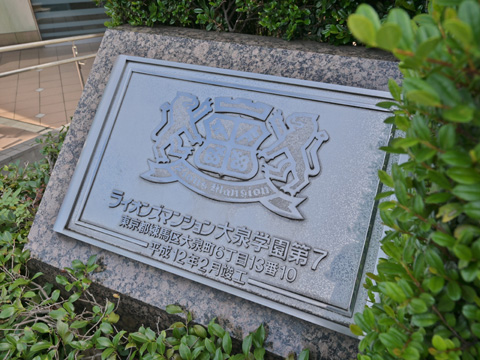 Lions Mansion
ライオンズマンション大泉学園第7
東京都練馬区大泉町6丁目13番10
平成12年2月竣工